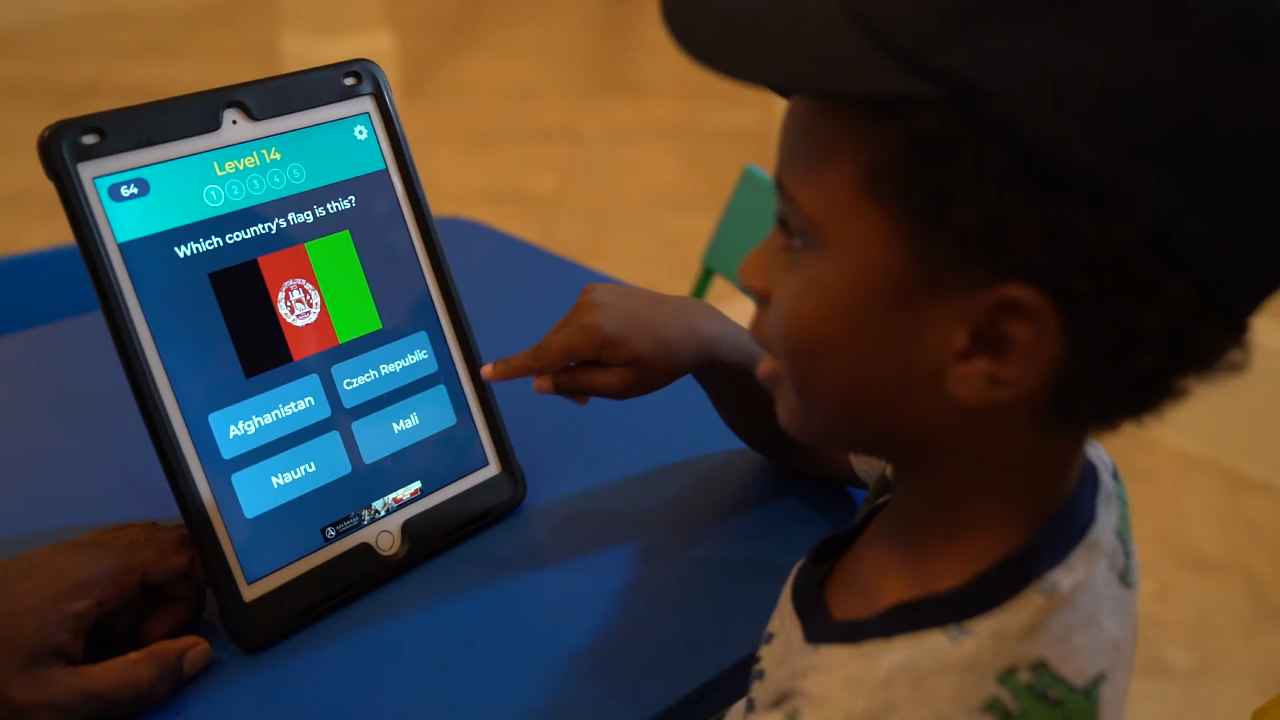 Level 14
64
1 2 3 4 5
Which country's flag is this?
Afghanistan
Czech Republic
Nauru
Mali